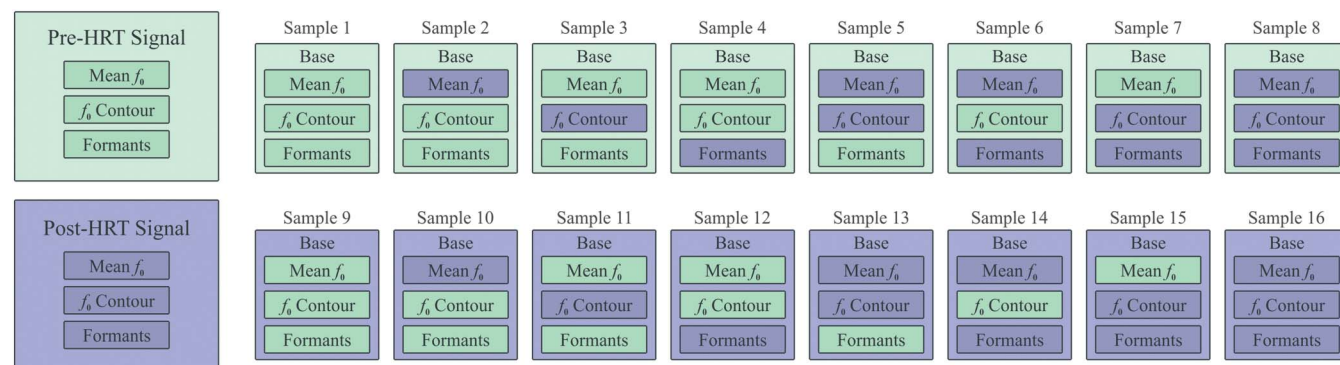 Pre-HRT Signal
Mean f₀
f₀ Contour
Formants
Sample 1 Sample 2 Sample 3 Sample 4 Sample 5 Sample 6 Sample 7 Sample 8
Base Base Base Base Base Base Base Base
Mean f₀ Mean f₀ Mean f₀ Mean f₀ Mean f₀ Mean f₀ Mean f₀ Mean f₀
f₀ Contour f₀ Contour f₀ Contour f₀ Contour f₀ Contour f₀ Contour f₀ Contour f₀ Contour
Formants Formants Formants Formants Formants Formants Formants Formants
Post-HRT Signal
Mean f₀
f₀ Contour
Formants
Sample 9 Sample 10 Sample 11 Sample 12 Sample 13 Sample 14 Sample 15 Sample 16
Base Base Base Base Base Base Base Base
Mean f₀ Mean f₀ Mean f₀ Mean f₀ Mean f₀ Mean f₀ Mean f₀ Mean f₀
f₀ Contour f₀ Contour f₀ Contour f₀ Contour f₀ Contour f₀ Contour f₀ Contour f₀ Contour
Formants Formants Formants Formants Formants Formants Formants Formants